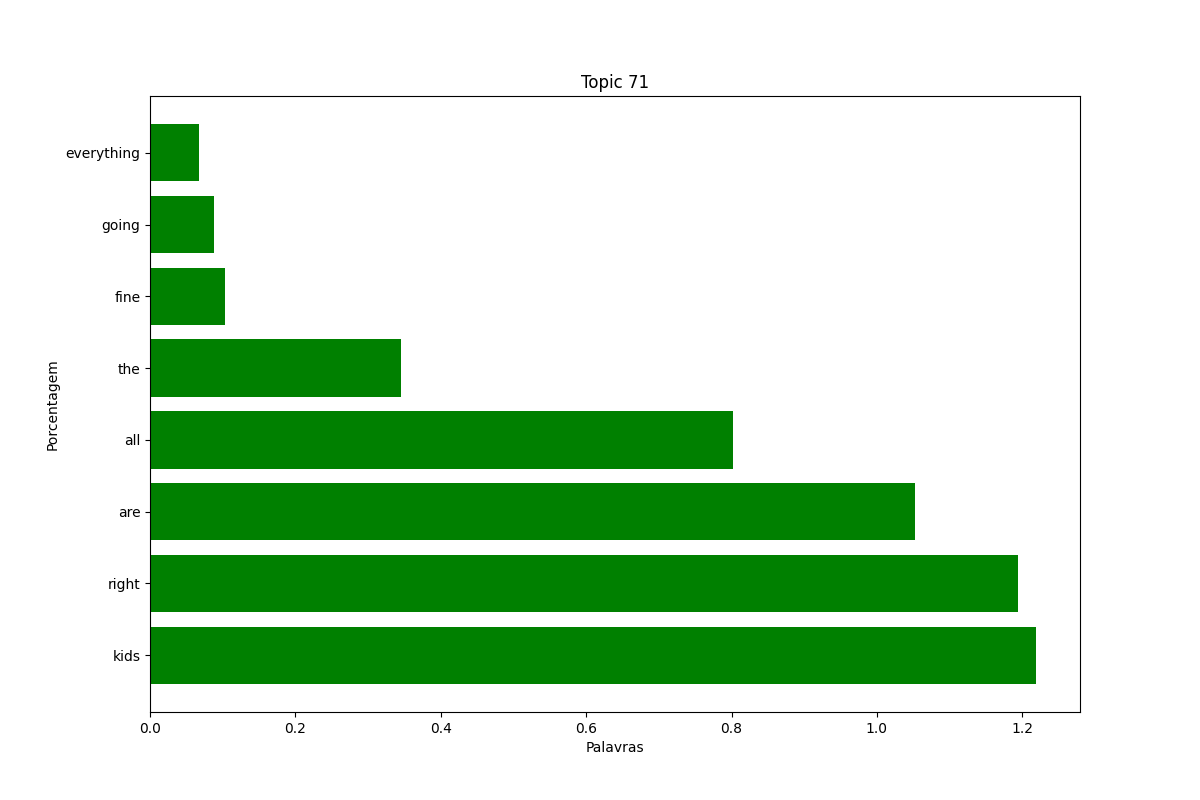 Topic 71
everything
going
fine
the
all
are
right
kids
Porcentagem
0.0 0.2 0.4 0.6 0.8 1.0 1.2
Palavras